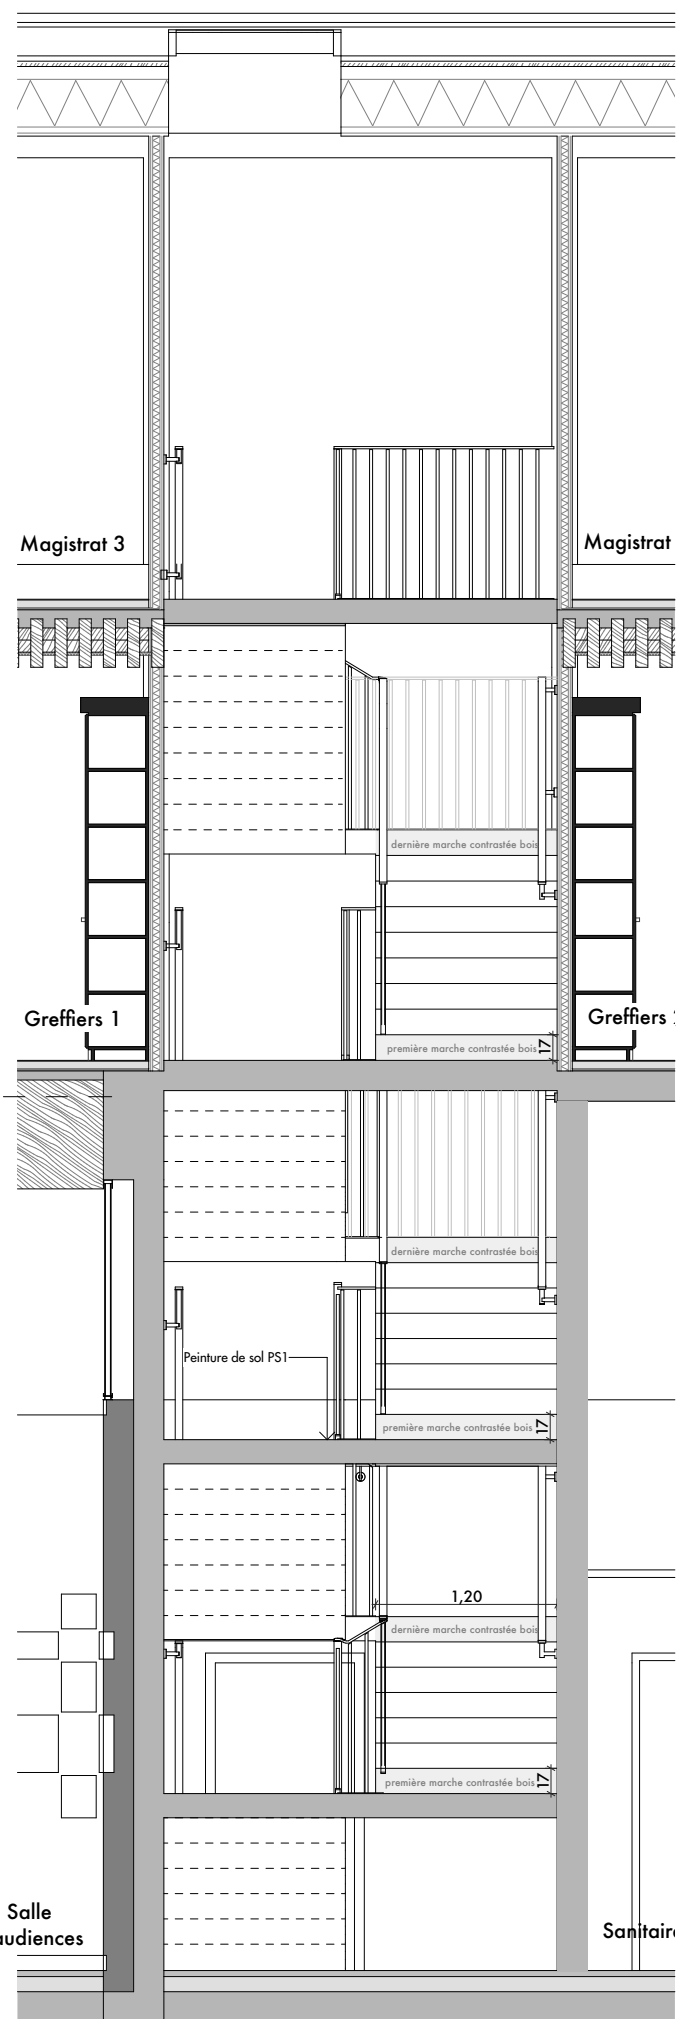 Magistrat 3
Magistrat
dernière marche contrastée bois
Greffiers 1
Greffiers
première marche contrastée bois
17
dernière marche contrastée bois
Peinture de sol PS1
première marche contrastée bois
17
1,20
dernière marche contrastée bois
première marche contrastée bois
17
Salle
audiences
Sanitaire